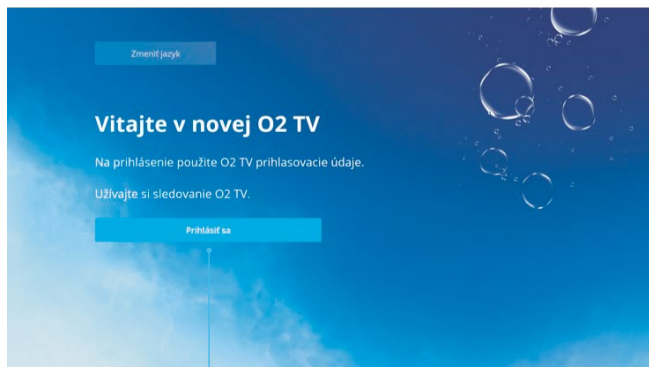 Zmeniť jazyk
Vitajte v novej O2 TV
Na prihlásenie použite O2 TV prihlasovacie údaje.
Užívajte si sledovanie O2 TV.
Prihlásiť sa